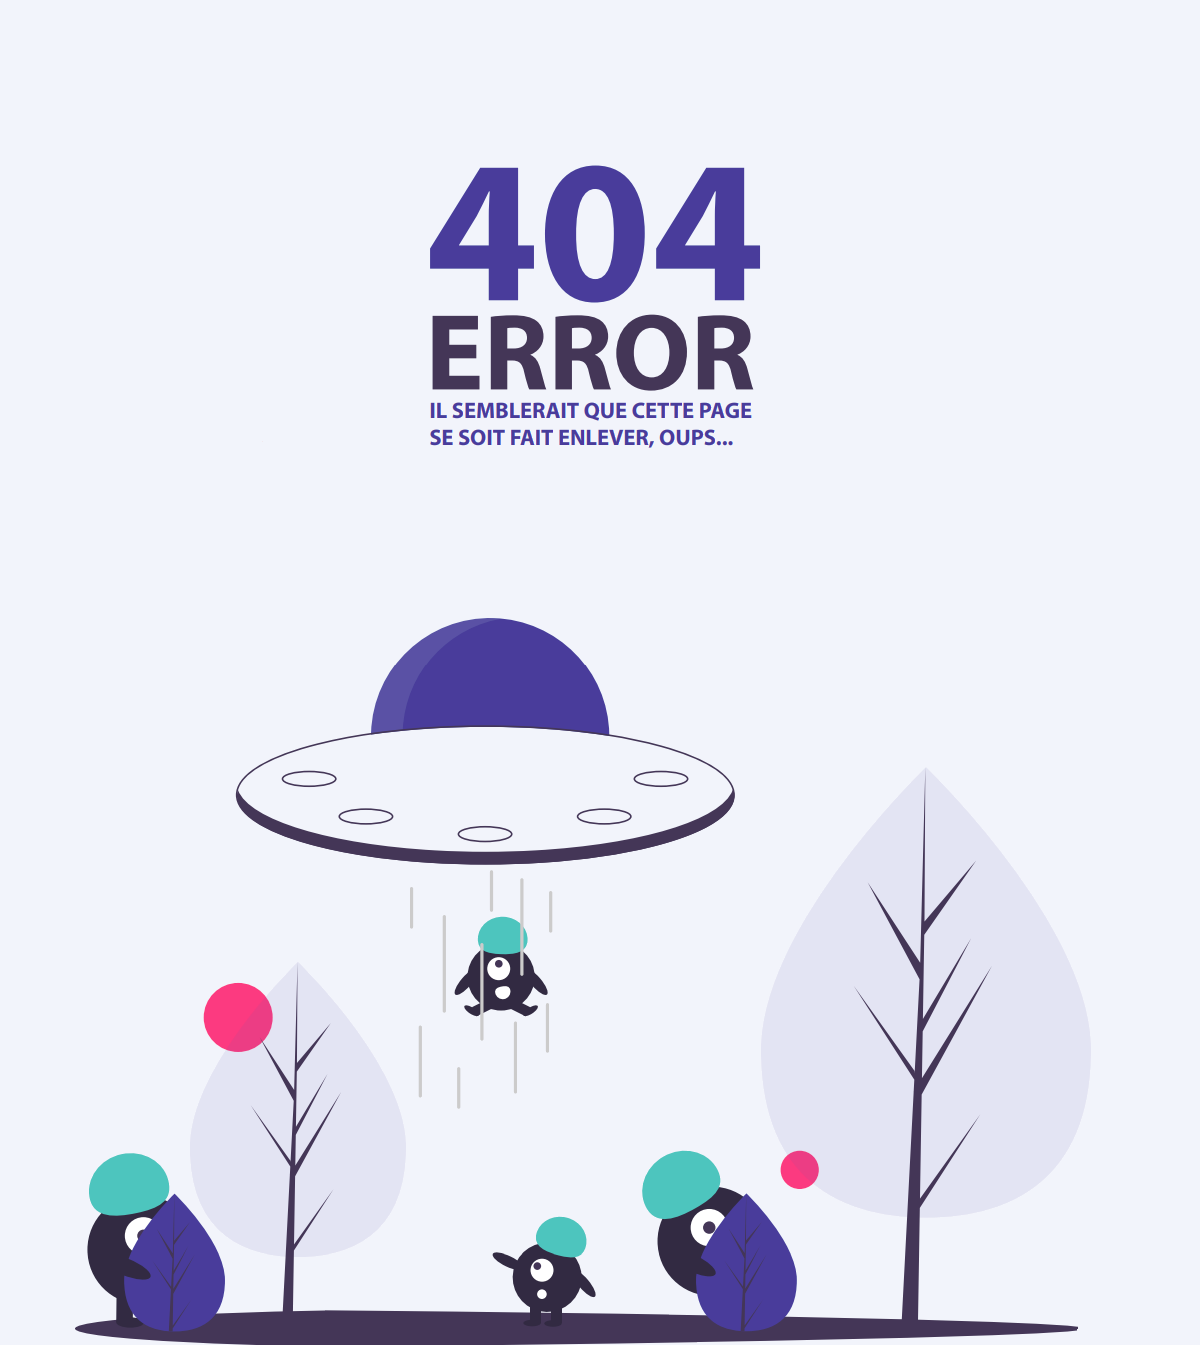 404
ERROR
IL SEMBLERAIT QUE CETTE PAGE
SE SOIT FAIT ENLEVER, OUPS...